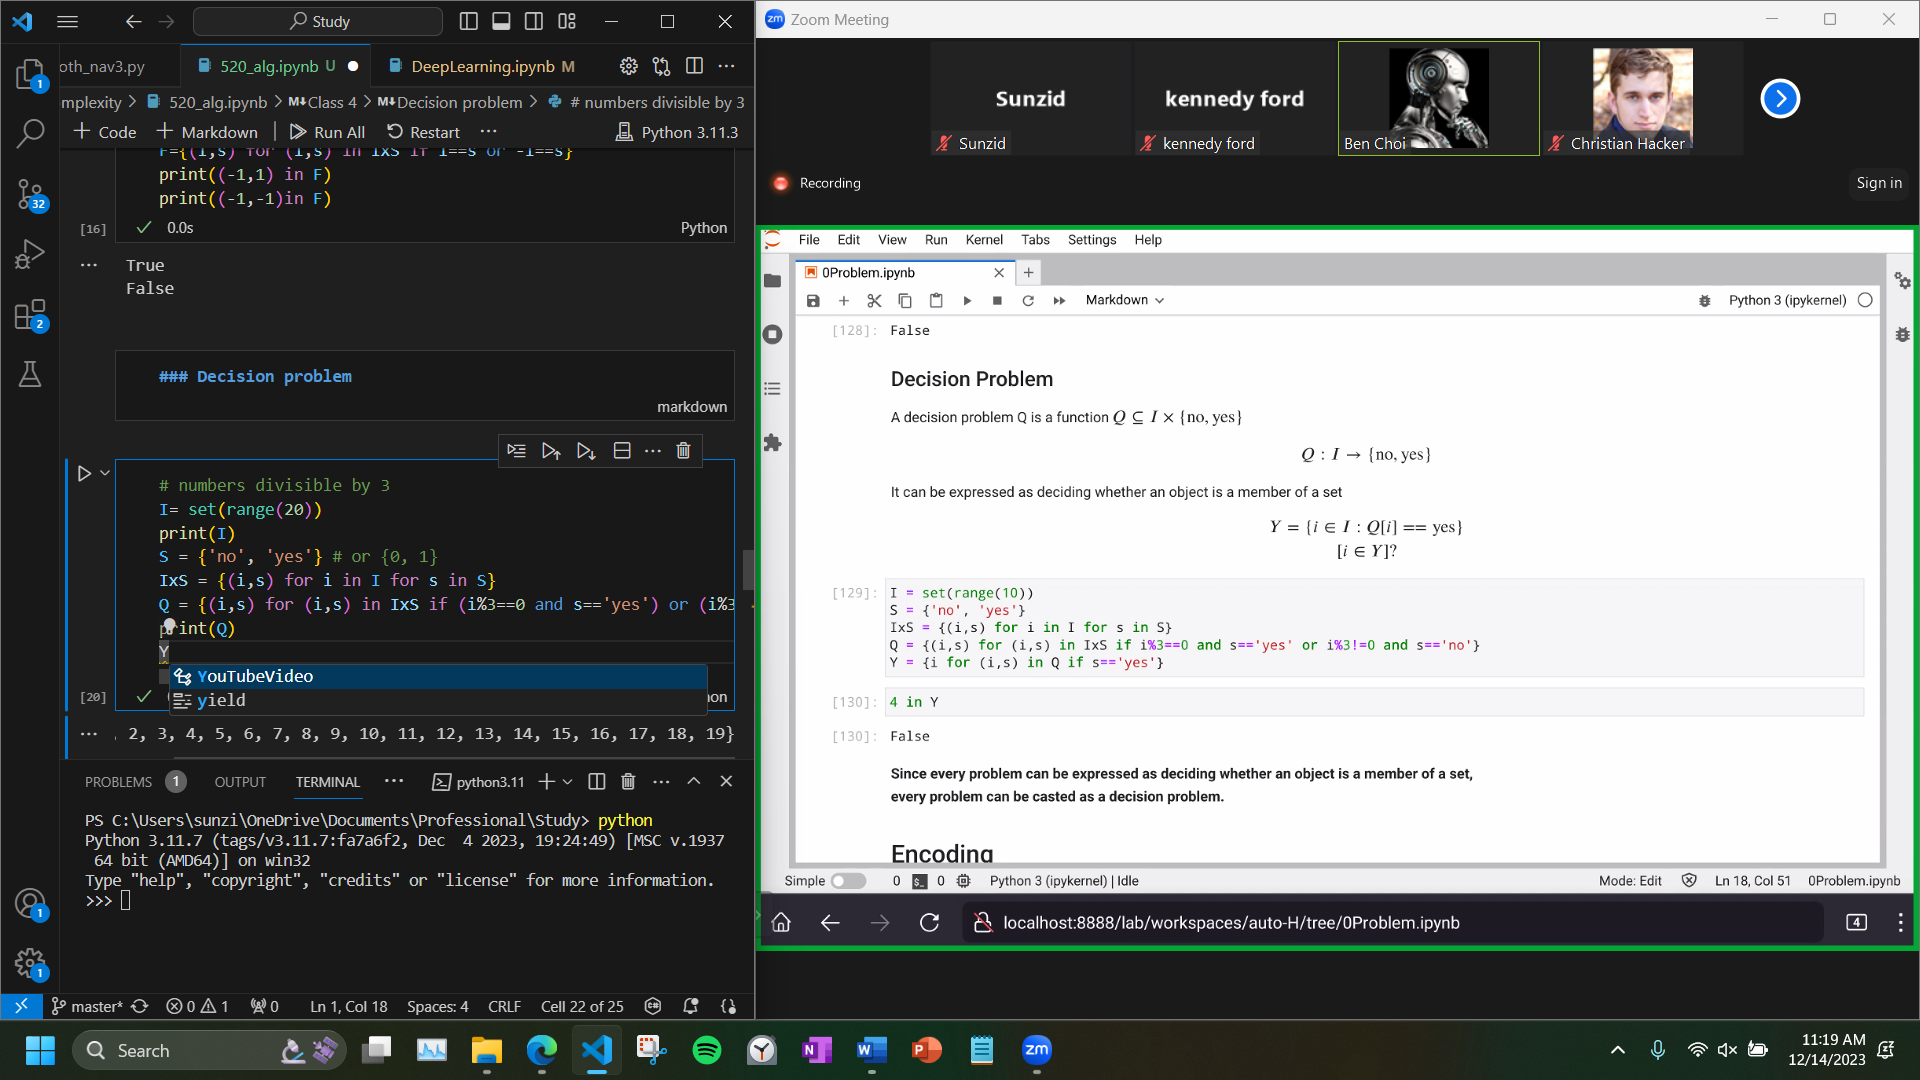 Study
oth_nav3.py
520_alg.ipynb U
DeepLearning.ipynb M
mplexity > 520_alg.ipynb > M↓Class 4 > M↓Decision problem > # numbers divisible by 3
+ Code + Markdown Run All Restart ··· Python 3.11.3
F={(i,s) for (i,s) in IxS if i==s or -i==s}
print((-1,1) in F)
print((-1,-1)in F)
[16] 0.0s Python
True
False
### Decision problem
markdown
# numbers divisible by 3
I= set(range(20))
print(I)
S = {'no', 'yes'} # or {0, 1}
IxS = {(i,s) for i in I for s in S}
Q = {(i,s) for (i,s) in IxS if (i%3==0 and s=='yes') or (i%3
print(Q)
Y
YouTubeVideo
yield
[20] on
, 2, 3, 4, 5, 6, 7, 8, 9, 10, 11, 12, 13, 14, 15, 16, 17, 18, 19}
PROBLEMS 1 OUTPUT TERMINAL ··· python3.11
PS C:\Users\sunzi\OneDrive\Documents\Professional\Study> python
Python 3.11.7 (tags/v3.11.7:fa7a6f2, Dec  4 2023, 19:24:49) [MSC v.1937
 64 bit (AMD64)] on win32
Type "help", "copyright", "credits" or "license" for more information.
>>>
1
32
2
1
1
master* 0 1 0 Ln 1, Col 18 Spaces: 4 CRLF Cell 22 of 25
zm Zoom Meeting
Sunzid
Sunzid
kennedy ford
kennedy ford
Ben Choi
Christian Hacker
Recording
Sign in
File Edit View Run Kernel Tabs Settings Help
0Problem.ipynb
Markdown Python 3 (ipykernel)
[128]: False
Decision Problem
A decision problem Q is a function Q ⊆ I × {no, yes}
Q : I → {no, yes}
It can be expressed as deciding whether an object is a member of a set
Y = {i ∈ I : Q[i] == yes}
[i ∈ Y]?
[129]: I = set(range(10))
S = {'no', 'yes'}
IxS = {(i,s) for i in I for s in S}
Q = {(i,s) for (i,s) in IxS if i%3==0 and s=='yes' or i%3!=0 and s=='no'}
Y = {i for (i,s) in Q if s=='yes'}
[130]: 4 in Y
[130]: False
Since every problem can be expressed as deciding whether an object is a member of a set,
every problem can be casted as a decision problem.
Encoding
Simple 0 0 Python 3 (ipykernel) | Idle Mode: Edit Ln 18, Col 51 0Problem.ipynb
localhost:8888/lab/workspaces/auto-H/tree/0Problem.ipynb 4
Search
N
W
P
zm
11:19 AM
12/14/2023